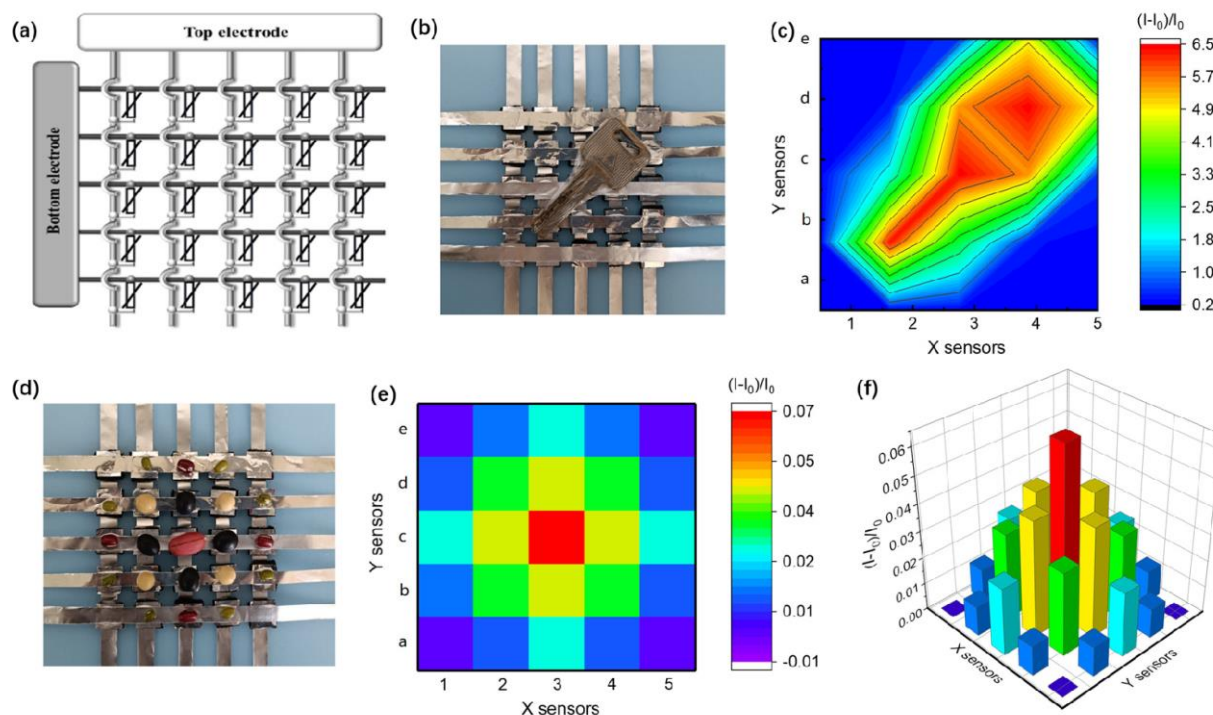 (a)
Top electrode
Bottom electrode
(b)
(c)
(I-I₀)/I₀
e
d
c
b
a
Y sensors
1 2 3 4 5
X sensors
6.5
5.7
4.9
4.1
3.3
2.6
1.8
1.0
0.2
(d)
(e)
(I-I₀)/I₀
e
d
c
b
a
Y sensors
1 2 3 4 5
X sensors
0.07
0.05
0.04
0.03
0.01
0.01
-0.01
(f)
(I-I₀)/I₀
0.06
0.05
0.04
0.03
0.02
0.01
0.00
X sensors
Y sensors